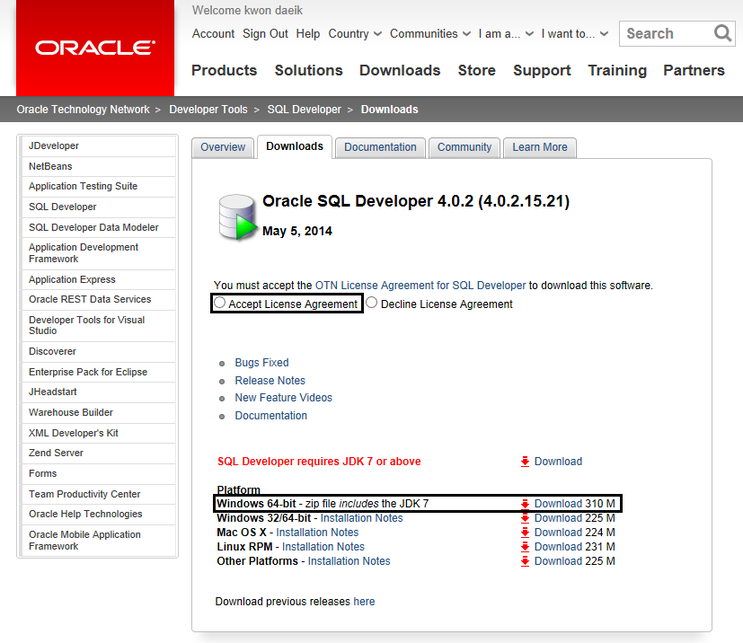 ORACLE
Welcome kwon daeik
Account Sign Out Help Country Communities I am a... I want to... Search
Products Solutions Downloads Store Support Training Partners
Oracle Technology Network > Developer Tools > SQL Developer > Downloads
JDeveloper
NetBeans
Application Testing Suite
SQL Developer
SQL Developer Data Modeler
Application Development
Framework
Application Express
Oracle REST Data Services
Developer Tools for Visual
Studio
Discoverer
Enterprise Pack for Eclipse
JHeadstart
Warehouse Builder
XML Developer's Kit
Zend Server
Forms
Team Productivity Center
Oracle Help Technologies
Oracle Mobile Application
Framework
Overview Downloads Documentation Community Learn More
Oracle SQL Developer 4.0.2 (4.0.2.15.21)
May 5, 2014
You must accept the OTN License Agreement for SQL Developer to download this software.
Accept License Agreement Decline License Agreement
Bugs Fixed
Release Notes
New Feature Videos
Documentation
SQL Developer requires JDK 7 or above Download
Platform
Windows 64-bit - zip file includes the JDK 7 Download 310 M
Windows 32/64-bit - Installation Notes Download 225 M
Mac OS X - Installation Notes Download 224 M
Linux RPM - Installation Notes Download 231 M
Other Platforms - Installation Notes Download 225 M
Download previous releases here